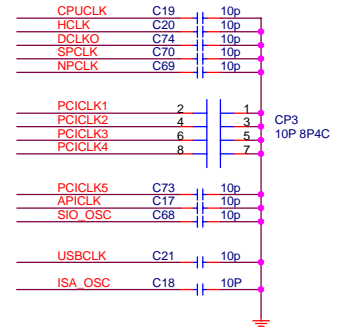 CPUCLK C19 10p
HCLK C20 10p
DCLKO C74 10p
SPCLK C70 10p
NPCLK C69 10p
PCICLK1 2 1
PCICLK2 4 3 CP3
PCICLK3 6 5 10P 8P4C
PCICLK4 8 7
PCICLK5 C73 10p
APICLK C17 10p
SIO_OSC C68 10p
USBCLK C21 10p
ISA_OSC C18 10P